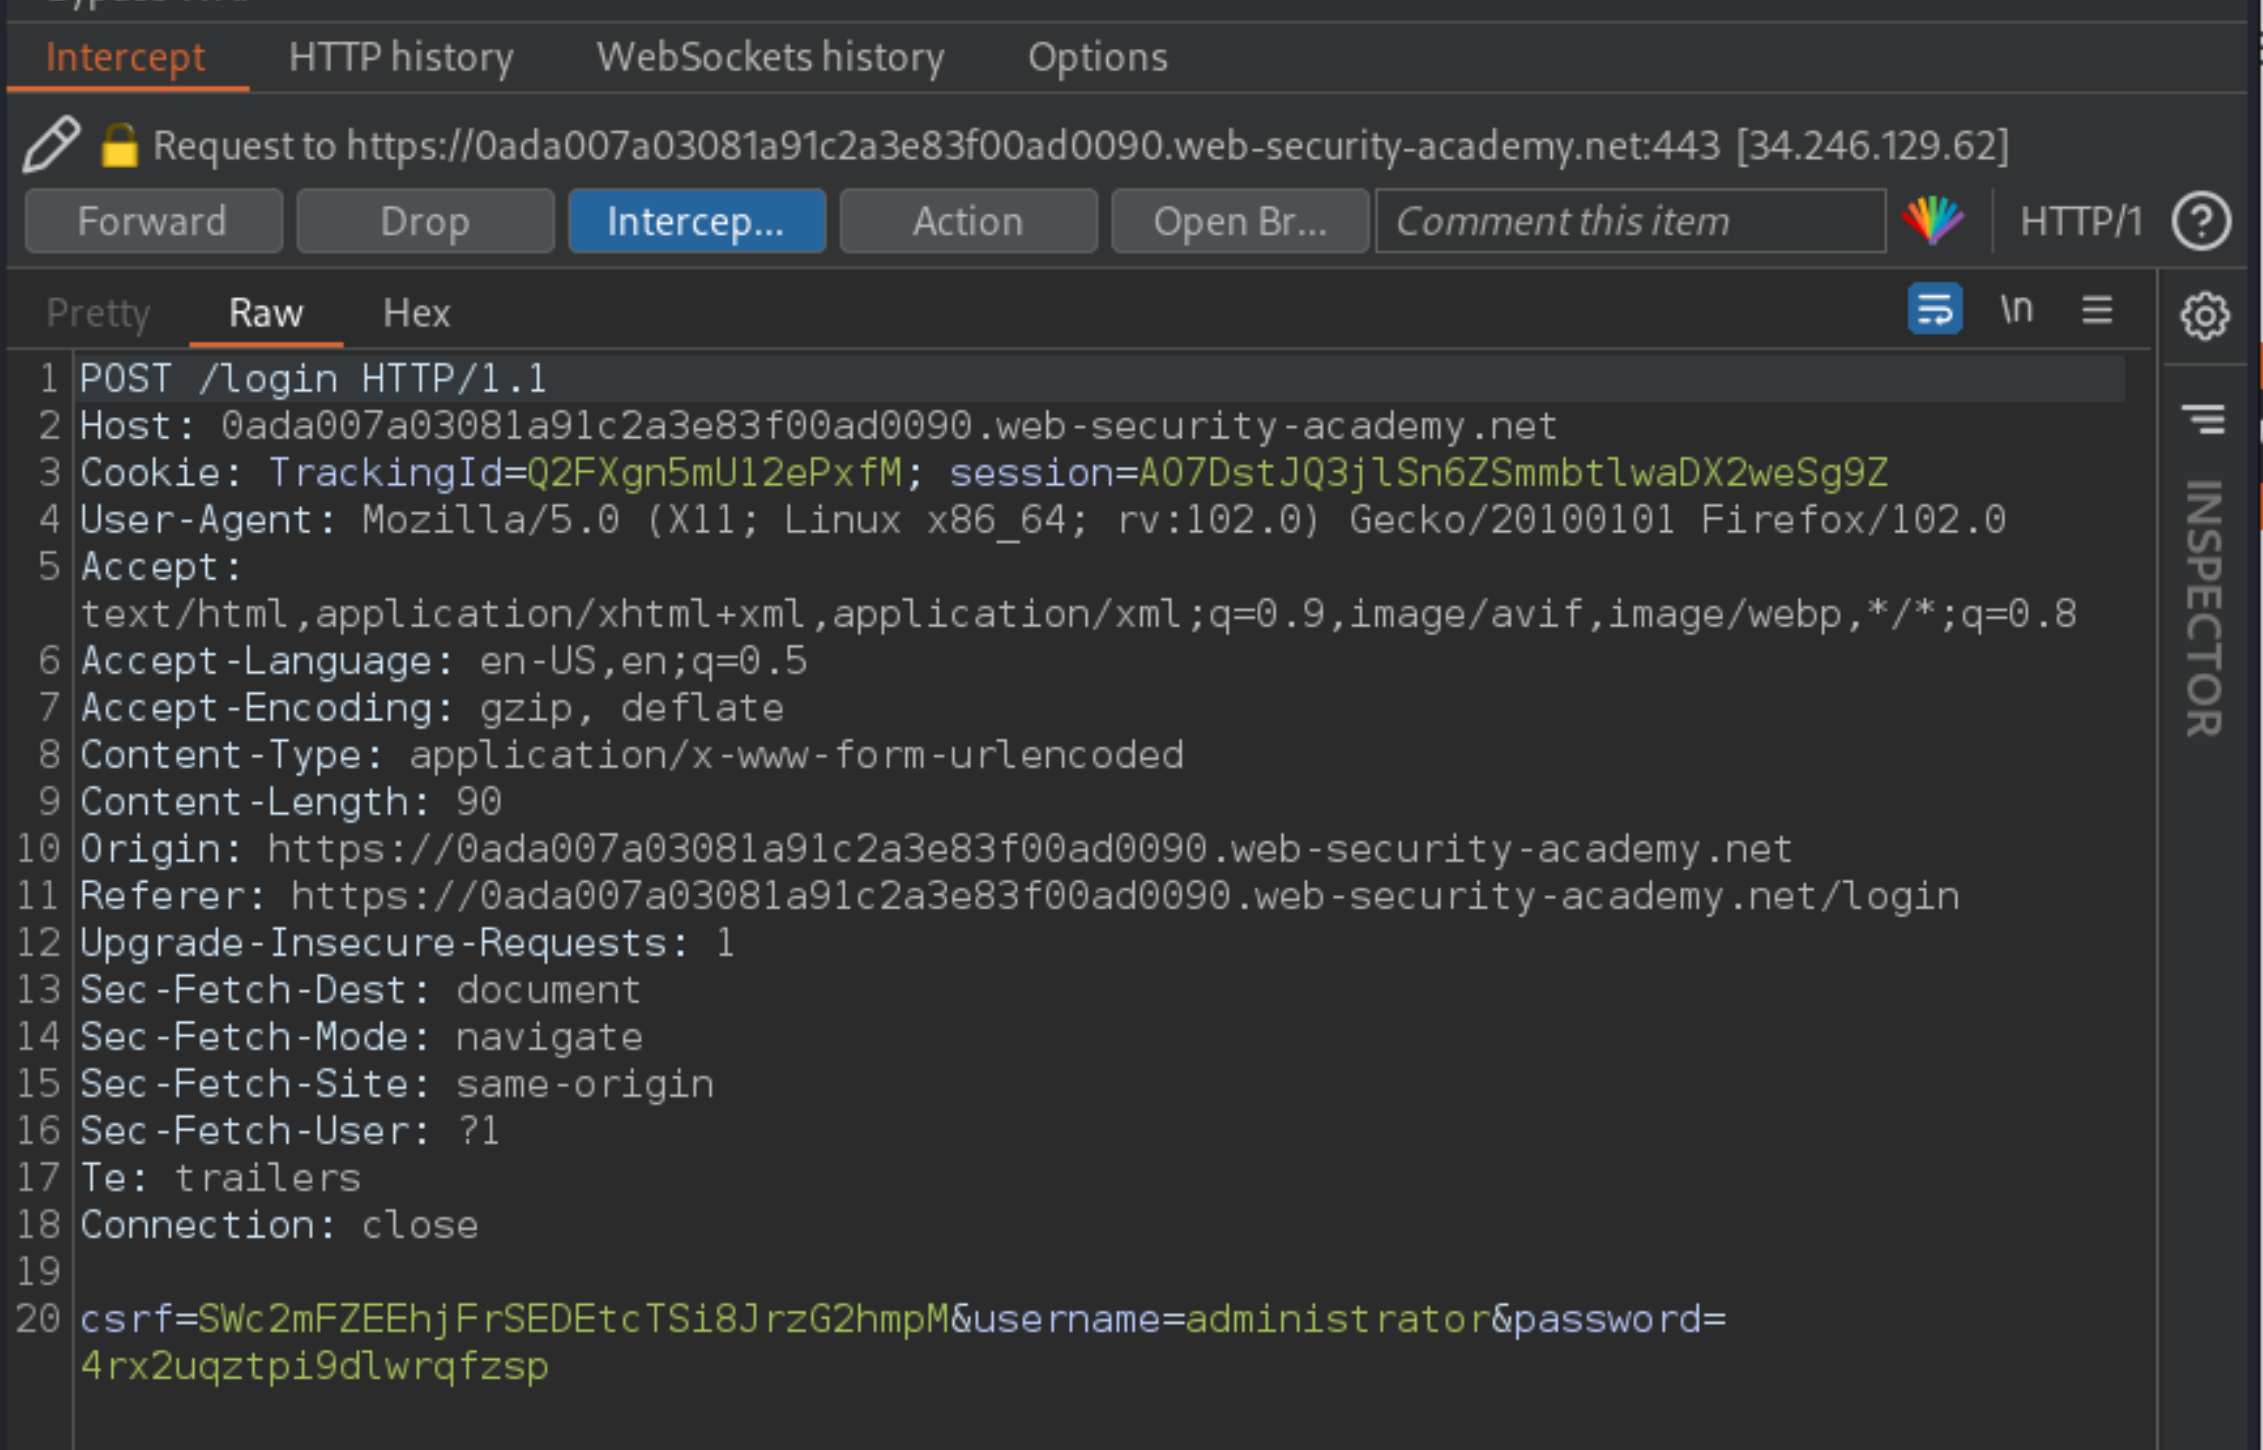 Intercept HTTP history WebSockets history Options
Request to https://0ada007a03081a91c2a3e83f00ad0090.web-security-academy.net:443 [34.246.129.62]
Forward Drop Intercep... Action Open Br... Comment this item HTTP/1 ?
Pretty Raw Hex \n
INSPECTOR
1 POST /login HTTP/1.1
2 Host: 0ada007a03081a91c2a3e83f00ad0090.web-security-academy.net
3 Cookie: TrackingId=Q2FXgn5mU12ePxfM; session=AO7DstJQ3jlSn6ZSmmbtlwaDX2weSg9Z
4 User-Agent: Mozilla/5.0 (X11; Linux x86_64; rv:102.0) Gecko/20100101 Firefox/102.0
5 Accept:
text/html,application/xhtml+xml,application/xml;q=0.9,image/avif,image/webp,*/*;q=0.8
6 Accept-Language: en-US,en;q=0.5
7 Accept-Encoding: gzip, deflate
8 Content-Type: application/x-www-form-urlencoded
9 Content-Length: 90
10 Origin: https://0ada007a03081a91c2a3e83f00ad0090.web-security-academy.net
11 Referer: https://0ada007a03081a91c2a3e83f00ad0090.web-security-academy.net/login
12 Upgrade-Insecure-Requests: 1
13 Sec-Fetch-Dest: document
14 Sec-Fetch-Mode: navigate
15 Sec-Fetch-Site: same-origin
16 Sec-Fetch-User: ?1
17 Te: trailers
18 Connection: close
19
20 csrf=SWc2mFZEEhjFrSEDEtcTSi8JrzG2hmpM&username=administrator&password=
4rx2uqztpi9dlwrqfzsp